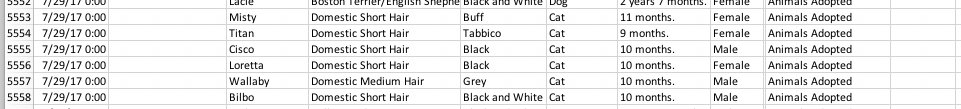 5552 7/29/17 0:00 Lacie Boston Terrier/English Shephe Black and White Dog 2 years 7 months. Female Animals Adopted
5553 7/29/17 0:00 Misty Domestic Short Hair Buff Cat 11 months. Female Animals Adopted
5554 7/29/17 0:00 Titan Domestic Short Hair Tabbico Cat 9 months. Female Animals Adopted
5555 7/29/17 0:00 Cisco Domestic Short Hair Black Cat 10 months. Male Animals Adopted
5556 7/29/17 0:00 Loretta Domestic Short Hair Black Cat 10 months. Female Animals Adopted
5557 7/29/17 0:00 Wallaby Domestic Medium Hair Grey Cat 10 months. Male Animals Adopted
5558 7/29/17 0:00 Bilbo Domestic Short Hair Black and White Cat 10 months. Male Animals Adopted